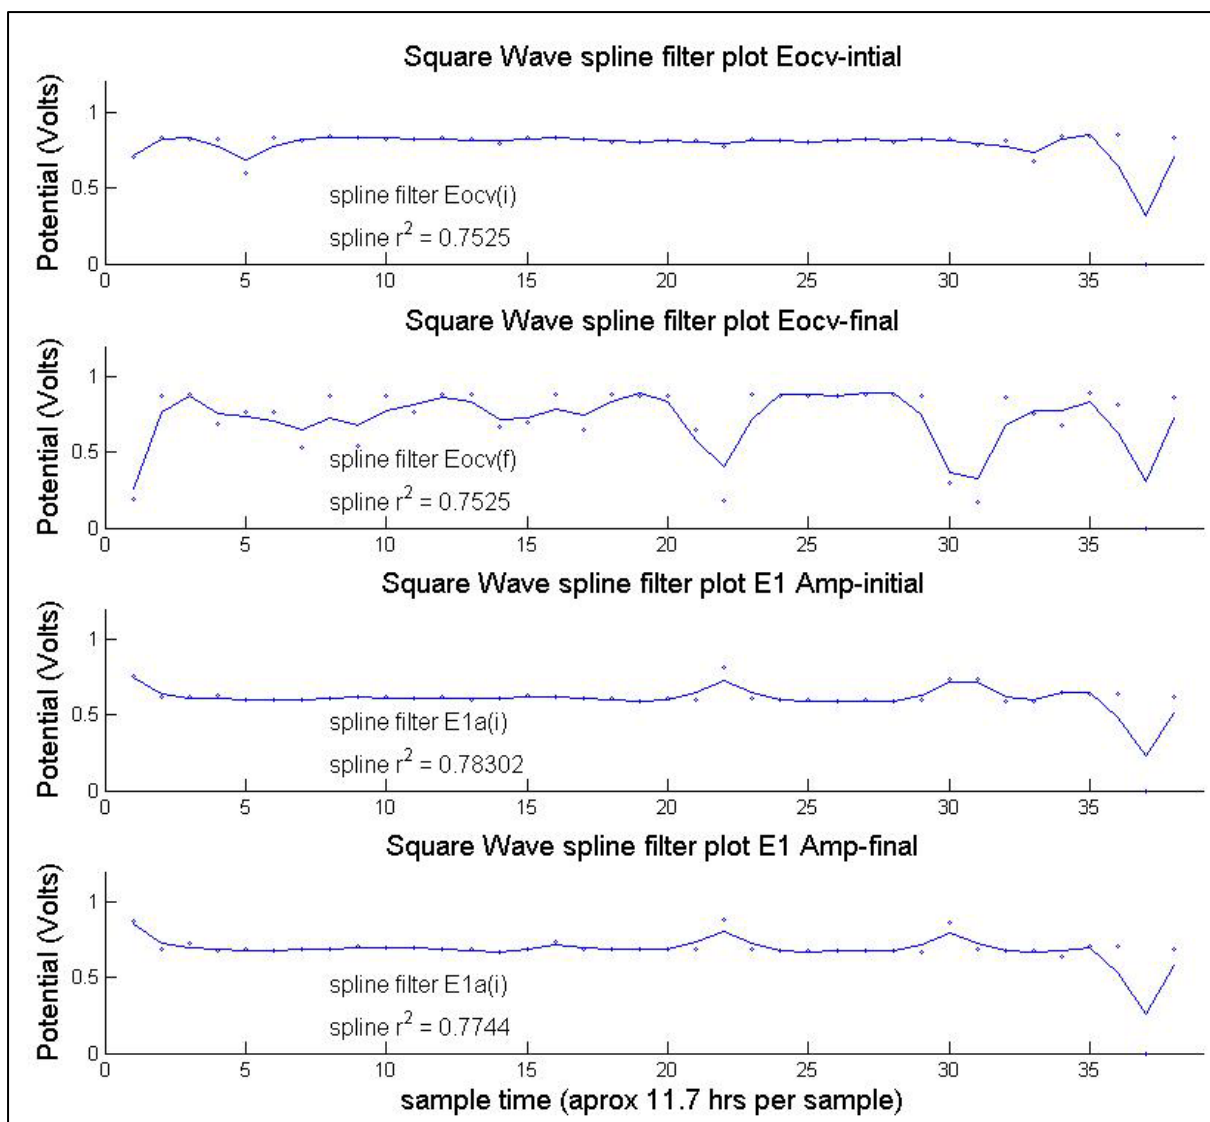 Square Wave spline filter plot Eocv-intial
Potential (Volts)
1
0.5
0
spline filter Eocv(i)
spline r² = 0.7525
0 5 10 15 20 25 30 35
Square Wave spline filter plot Eocv-final
Potential (Volts)
1
0.5
0
spline filter Eocv(f)
spline r² = 0.7525
0 5 10 15 20 25 30 35
Square Wave spline filter plot E1 Amp-initial
Potential (Volts)
1
0.5
0
spline filter E1a(i)
spline r² = 0.78302
0 5 10 15 20 25 30 35
Square Wave spline filter plot E1 Amp-final
Potential (Volts)
1
0.5
0
spline filter E1a(i)
spline r² = 0.7744
0 5 10 15 20 25 30 35
sample time (aprox 11.7 hrs per sample)